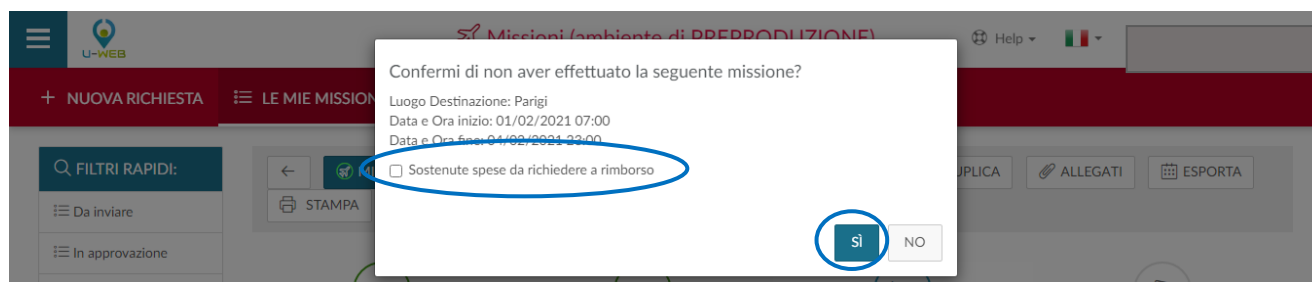 U-WEB
Missioni (ambiente di PREPRODUZIONE)
Help
+ NUOVA RICHIESTA
LE MIE MISSION
Confermi di non aver effettuato la seguente missione?
Luogo Destinazione: Parigi
Data e Ora inizio: 01/02/2021 07:00
Data e Ora fine: 04/02/2021 23:00
Sostenute spese da richiedere a rimborso
SÌ
NO
FILTRI RAPIDI:
Da inviare
In approvazione
MI
UPLICA
ALLEGATI
ESPORTA
STAMPA